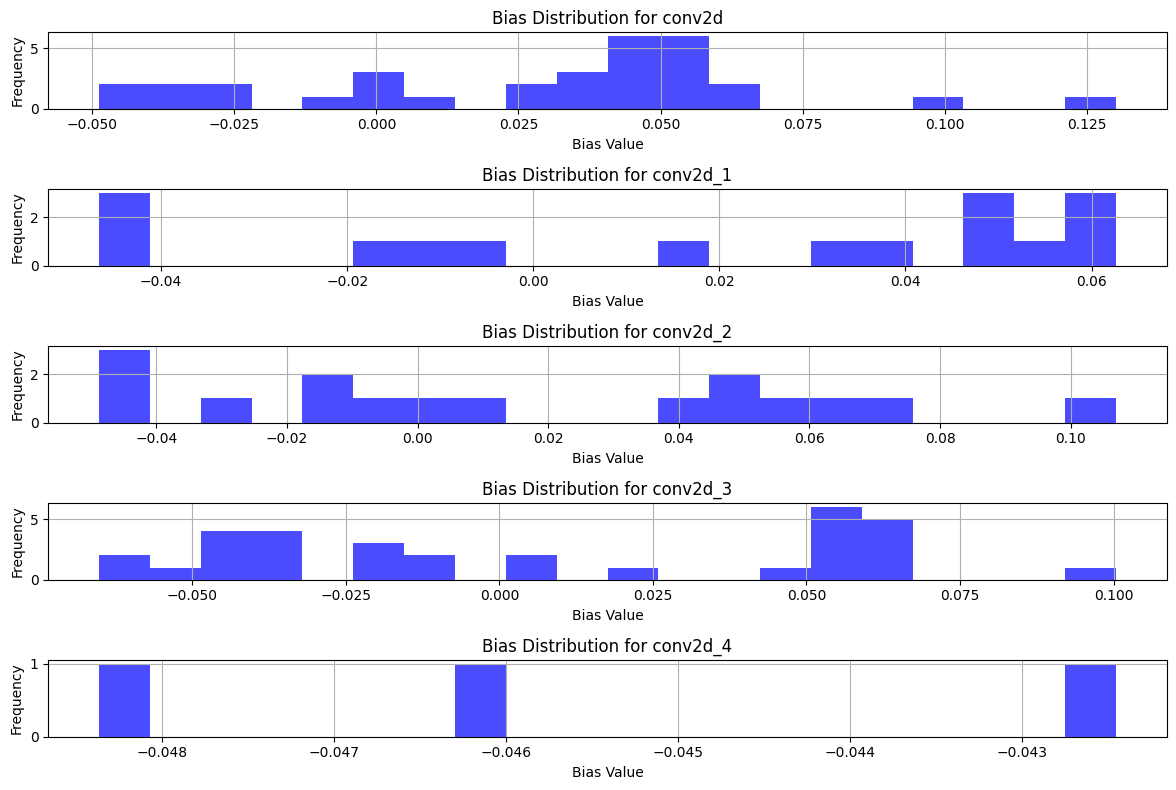 Bias Distribution for conv2d
Frequency
5
0
−0.050 −0.025 0.000 0.025 0.050 0.075 0.100 0.125
Bias Value
Bias Distribution for conv2d_1
Frequency
2
0
−0.04 −0.02 0.00 0.02 0.04 0.06
Bias Value
Bias Distribution for conv2d_2
Frequency
2
0
−0.04 −0.02 0.00 0.02 0.04 0.06 0.08 0.10
Bias Value
Bias Distribution for conv2d_3
Frequency
5
0
−0.050 −0.025 0.000 0.025 0.050 0.075 0.100
Bias Value
Bias Distribution for conv2d_4
Frequency
1
0
−0.048 −0.047 −0.046 −0.045 −0.044 −0.043
Bias Value